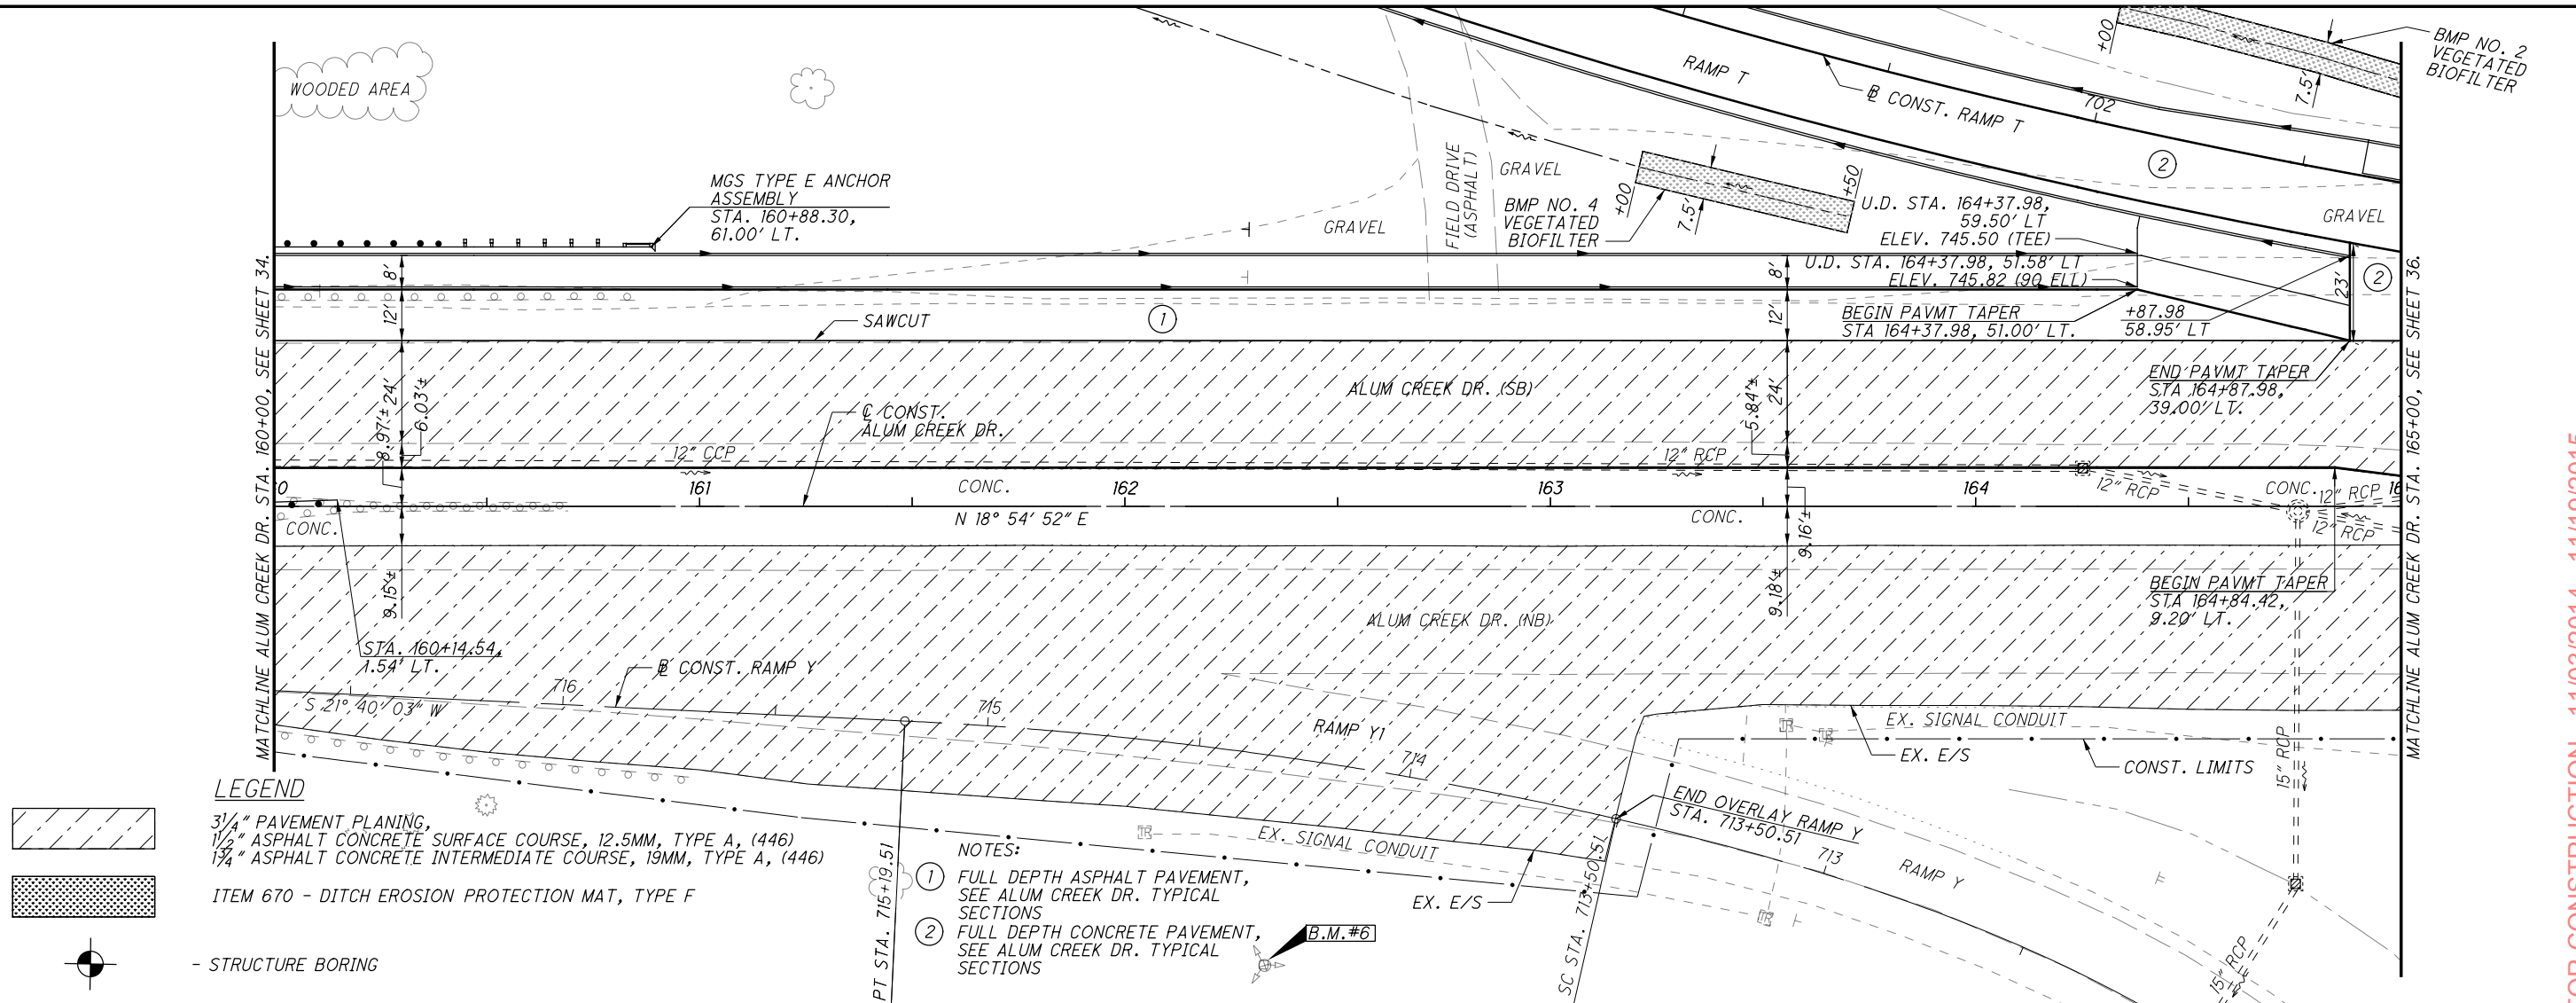 WOODED AREA
MGS TYPE E ANCHOR
ASSEMBLY
STA. 160+88.30,
61.00' LT.
RAMP T
℄ CONST. RAMP T
702
+00
7.5'
BMP NO. 2
VEGETATED
BIOFILTER
2
GRAVEL
FIELD DRIVE
(ASPHALT)
GRAVEL
BMP NO. 4
VEGETATED
BIOFILTER
+00
7.5'
+50
U.D. STA. 164+37.98,
59.50' LT
ELEV. 745.50 (TEE)
U.D. STA. 164+37.98, 51.58' LT
ELEV. 745.82 (90 ELL)
BEGIN PAVMT TAPER
STA 164+37.98, 51.00' LT.
+87.98
58.95' LT
23'
2
GRAVEL
MATCHLINE ALUM CREEK DR. STA. 160+00, SEE SHEET 34.
MATCHLINE ALUM CREEK DR. STA. 165+00, SEE SHEET 36.
8'
12'
8'
12'
SAWCUT
1
24'
8.97'±
6.03'±
24'
5.84'±
ALUM CREEK DR. (SB)
END PAVMT TAPER
STA 164+87.98,
39.00' LT.
℄ CONST.
ALUM CREEK DR.
12" CCP
12" RCP
12" RCP
12" RCP
12" RCP
0
161
162
163
164
16
CONC.
CONC.
CONC.
CONC.
N 18° 54' 52" E
9.15'±
9.16'±
9.18'±
STA. 160+14.54,
1.54' LT.
BEGIN PAVMT TAPER
STA 164+84.42,
9.20' LT.
ALUM CREEK DR. (NB)
℄ CONST. RAMP Y
716
715
714
713
S 21° 40' 03" W
RAMP Y1
EX. SIGNAL CONDUIT
EX. E/S
CONST. LIMITS
15" RCP
15" RCP
END OVERLAY RAMP Y
STA. 713+50.51
RAMP Y
EX. SIGNAL CONDUIT
EX. E/S
PT STA. 715+19.51
SC STA. 713+50.51
B.M.#6
LEGEND
3 1/4" PAVEMENT PLANING,
1 1/2" ASPHALT CONCRETE SURFACE COURSE, 12.5MM, TYPE A, (446)
1 3/4" ASPHALT CONCRETE INTERMEDIATE COURSE, 19MM, TYPE A, (446)
ITEM 670 - DITCH EROSION PROTECTION MAT, TYPE F
- STRUCTURE BORING
NOTES:
1 FULL DEPTH ASPHALT PAVEMENT,
SEE ALUM CREEK DR. TYPICAL
SECTIONS
2 FULL DEPTH CONCRETE PAVEMENT,
SEE ALUM CREEK DR. TYPICAL
SECTIONS
TR
TR
TR
TR